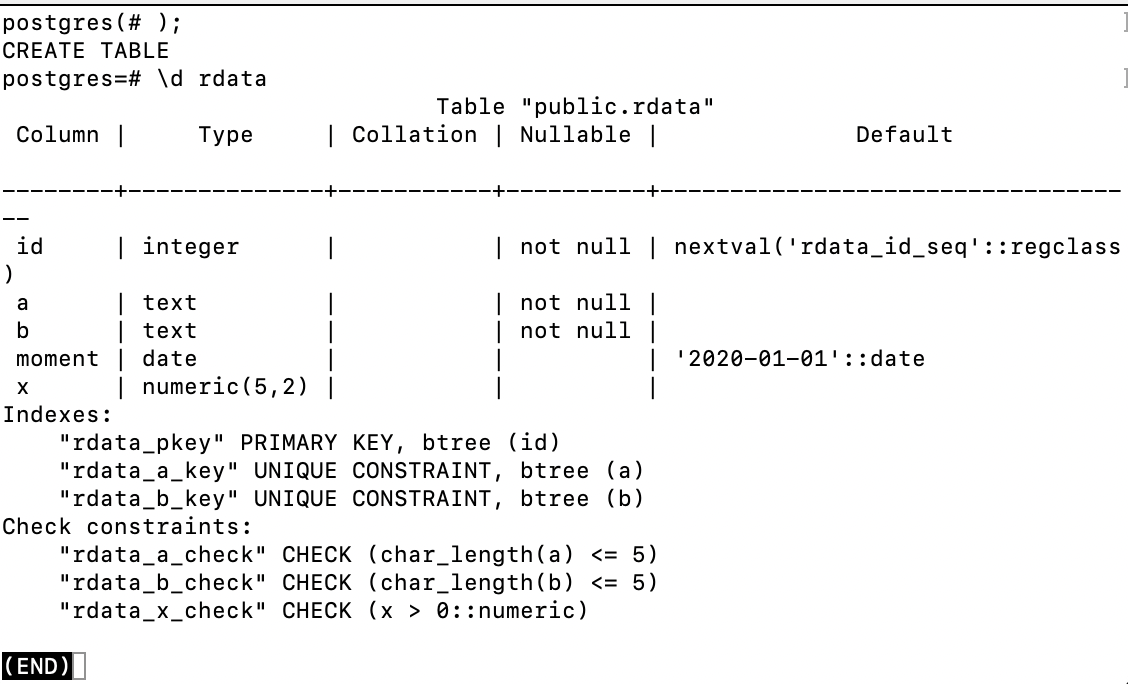 postgres(# );
CREATE TABLE
postgres=# \d rdata
                               Table "public.rdata"
 Column |     Type     | Collation | Nullable |              Default              
--------+--------------+-----------+----------+---------------------------------
--
 id     | integer      |           | not null | nextval('rdata_id_seq'::regclass
)
 a      | text         |           | not null | 
 b      | text         |           | not null | 
 moment | date         |           |          | '2020-01-01'::date
 x      | numeric(5,2) |           |          | 
Indexes:
    "rdata_pkey" PRIMARY KEY, btree (id)
    "rdata_a_key" UNIQUE CONSTRAINT, btree (a)
    "rdata_b_key" UNIQUE CONSTRAINT, btree (b)
Check constraints:
    "rdata_a_check" CHECK (char_length(a) <= 5)
    "rdata_b_check" CHECK (char_length(b) <= 5)
    "rdata_x_check" CHECK (x > 0::numeric)
(END)